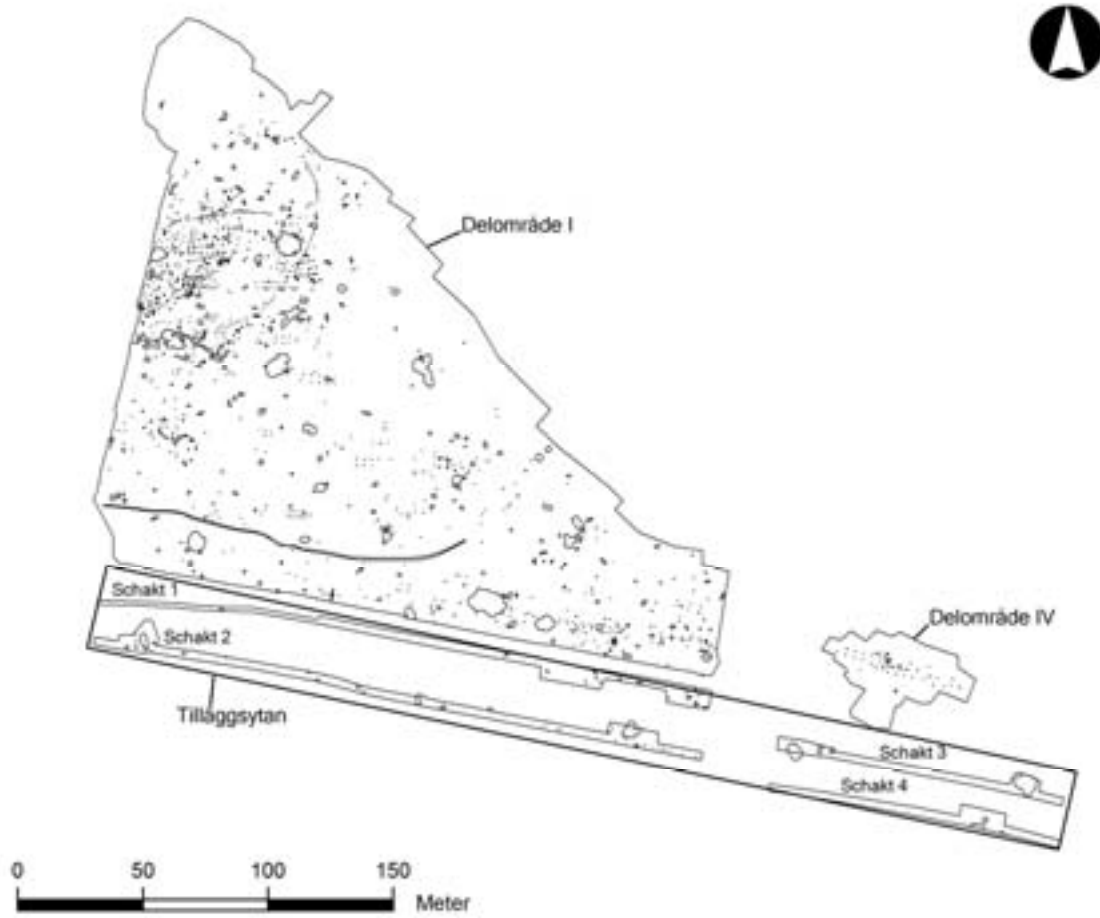 Delområde I
Schakt 1
Delområde IV
Schakt 2
Tilläggsytan
Schakt 3
Schakt 4
0 50 100 150
Meter